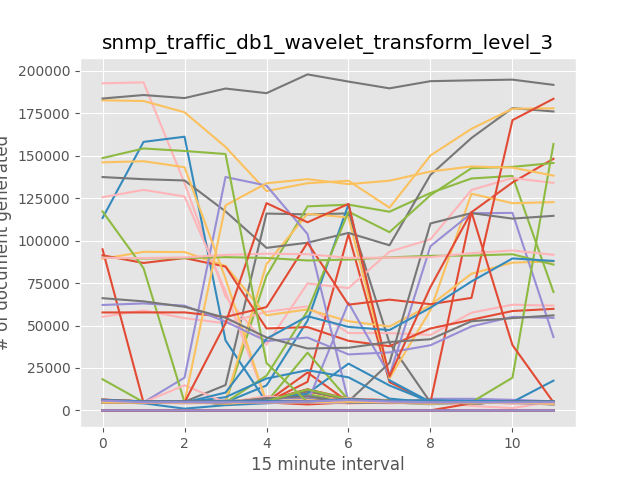 snmp_traffic_db1_wavelet_transform_level_3
200000
175000
150000
125000
100000
75000
50000
25000
0
# of document generated
0 2 4 6 8 10
15 minute interval